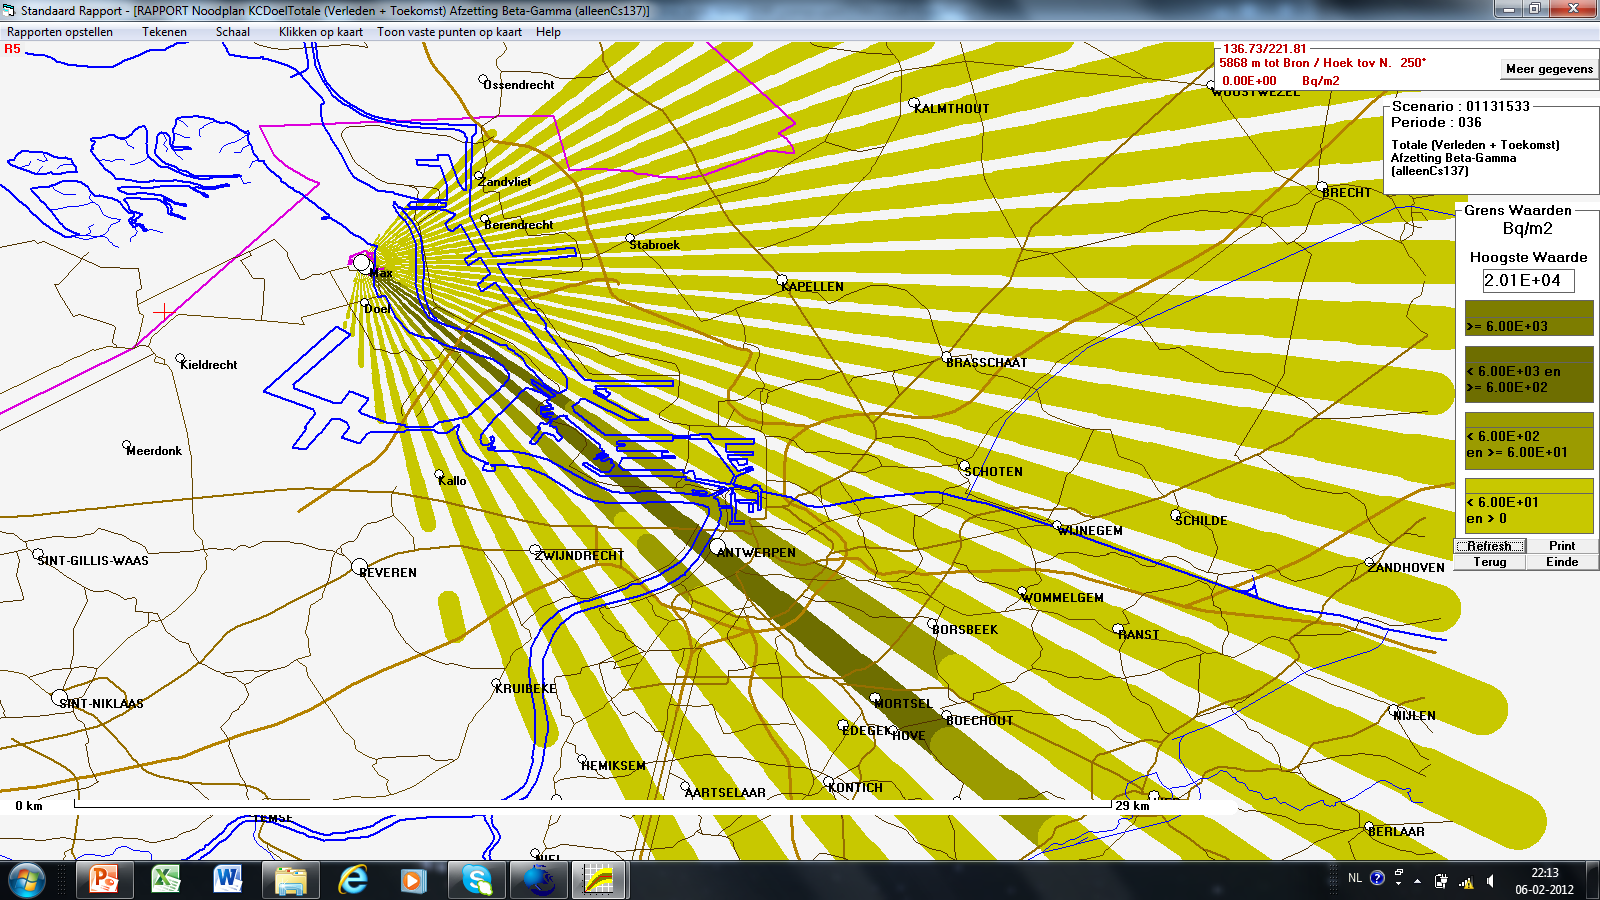 Standaard Rapport - [RAPPORT Noodplan KCDoelTotale (Verleden + Toekomst) Afzetting Beta-Gamma (alleenCs137)]
Rapporten opstellen Tekenen Schaal Klikken op kaart Toon vaste punten op kaart Help
R5
136.73/221.81
5868 m tot Bron / Hoek tov N. 250°
0.00E+00 Bq/m2
Meer gegevens
Scenario : 01131533
Periode : 036
Totale (Verleden + Toekomst)
Afzetting Beta-Gamma
(alleenCs137)
Grens Waarden
Bq/m2
Hoogste Waarde
2.01E+04
>= 6.00E+03
< 6.00E+03 en
>= 6.00E+02
< 6.00E+02
en >= 6.00E+01
< 6.00E+01
en > 0
Refresh Print
Terug Einde
Ossendrecht
KALMTHOUT
WUUSTWEZEL
Zandvliet
BRECHT
Berendrecht
Stabroek
Max
KAPELLEN
Doel
Kieldrecht
BRASSCHAAT
Meerdonk
Kallo
SCHOTEN
SCHILDE
WIJNEGEM
SINT-GILLIS-WAAS
BEVEREN
ZWIJNDRECHT
ANTWERPEN
ZANDHOVEN
WOMMELGEM
BORSBEEK
RANST
KRUIBEKE
SINT-NIKLAAS
MORTSEL
BOECHOUT
NIJLEN
EDEGEK
HOVE
HEMIKSEM
AARTSELAAR
KONTICH
0 km
29 km
TEMSE
BERLAAR
NIEL
NL
22:13
06-02-2012